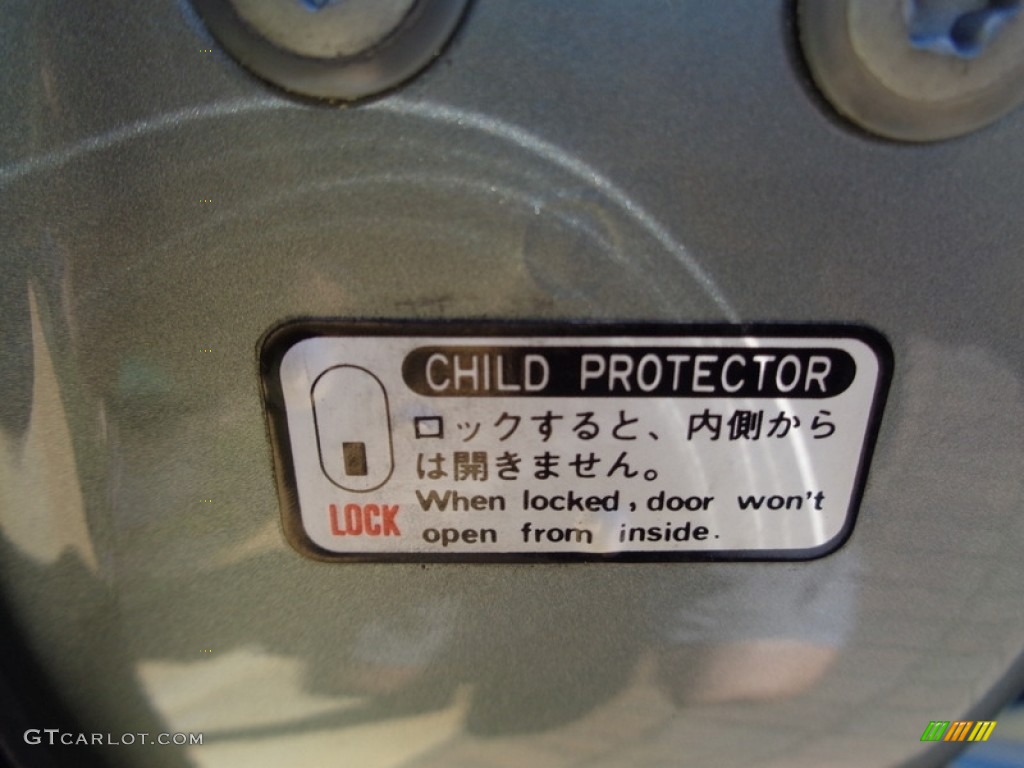 CHILD PROTECTOR
ロックすると、内側から
は開きません。
LOCK
When locked, door won't
open from inside.
GTCARLOT.COM